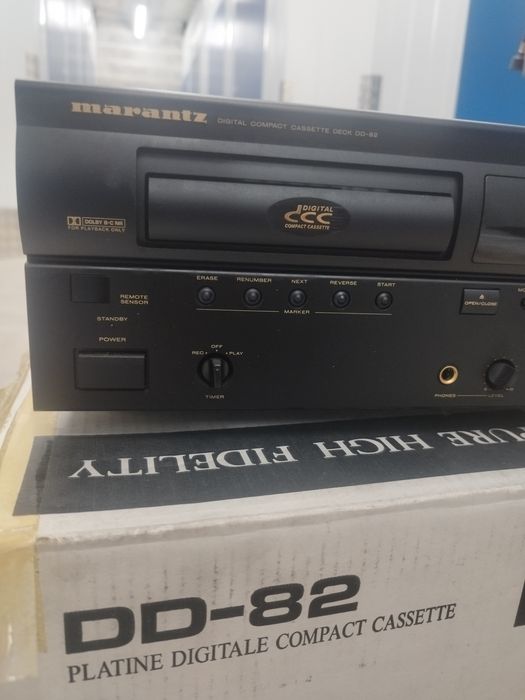 marantz DIGITAL COMPACT CASSETTE DECK DD-82
DIGITAL
dcc
COMPACT CASSETTE
DOLBY B-C NR
FOR PLAYBACK ONLY
ERASE RENUMBER NEXT REVERSE START
MARKER
REMOTE
SENSOR
STANDBY
POWER
OFF
REC PLAY
TIMER
OPEN/CLOSE
PHONES LEVEL
PURE HIGH FIDELITY
DD-82
PLATINE DIGITALE COMPACT CASSETTE